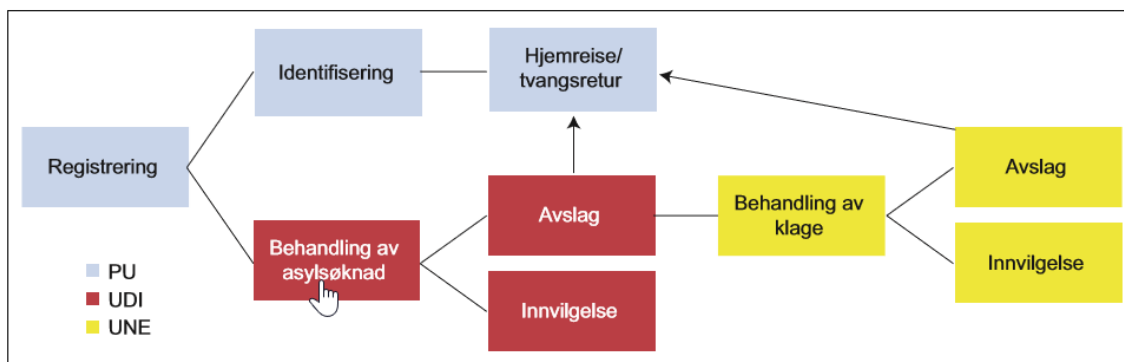 Identifisering
Hjemreise/
tvangsretur
Registrering
Avslag
Behandling av
klage
Avslag
Behandling av
asylsøknad
Innvilgelse
Innvilgelse
PU
UDI
UNE